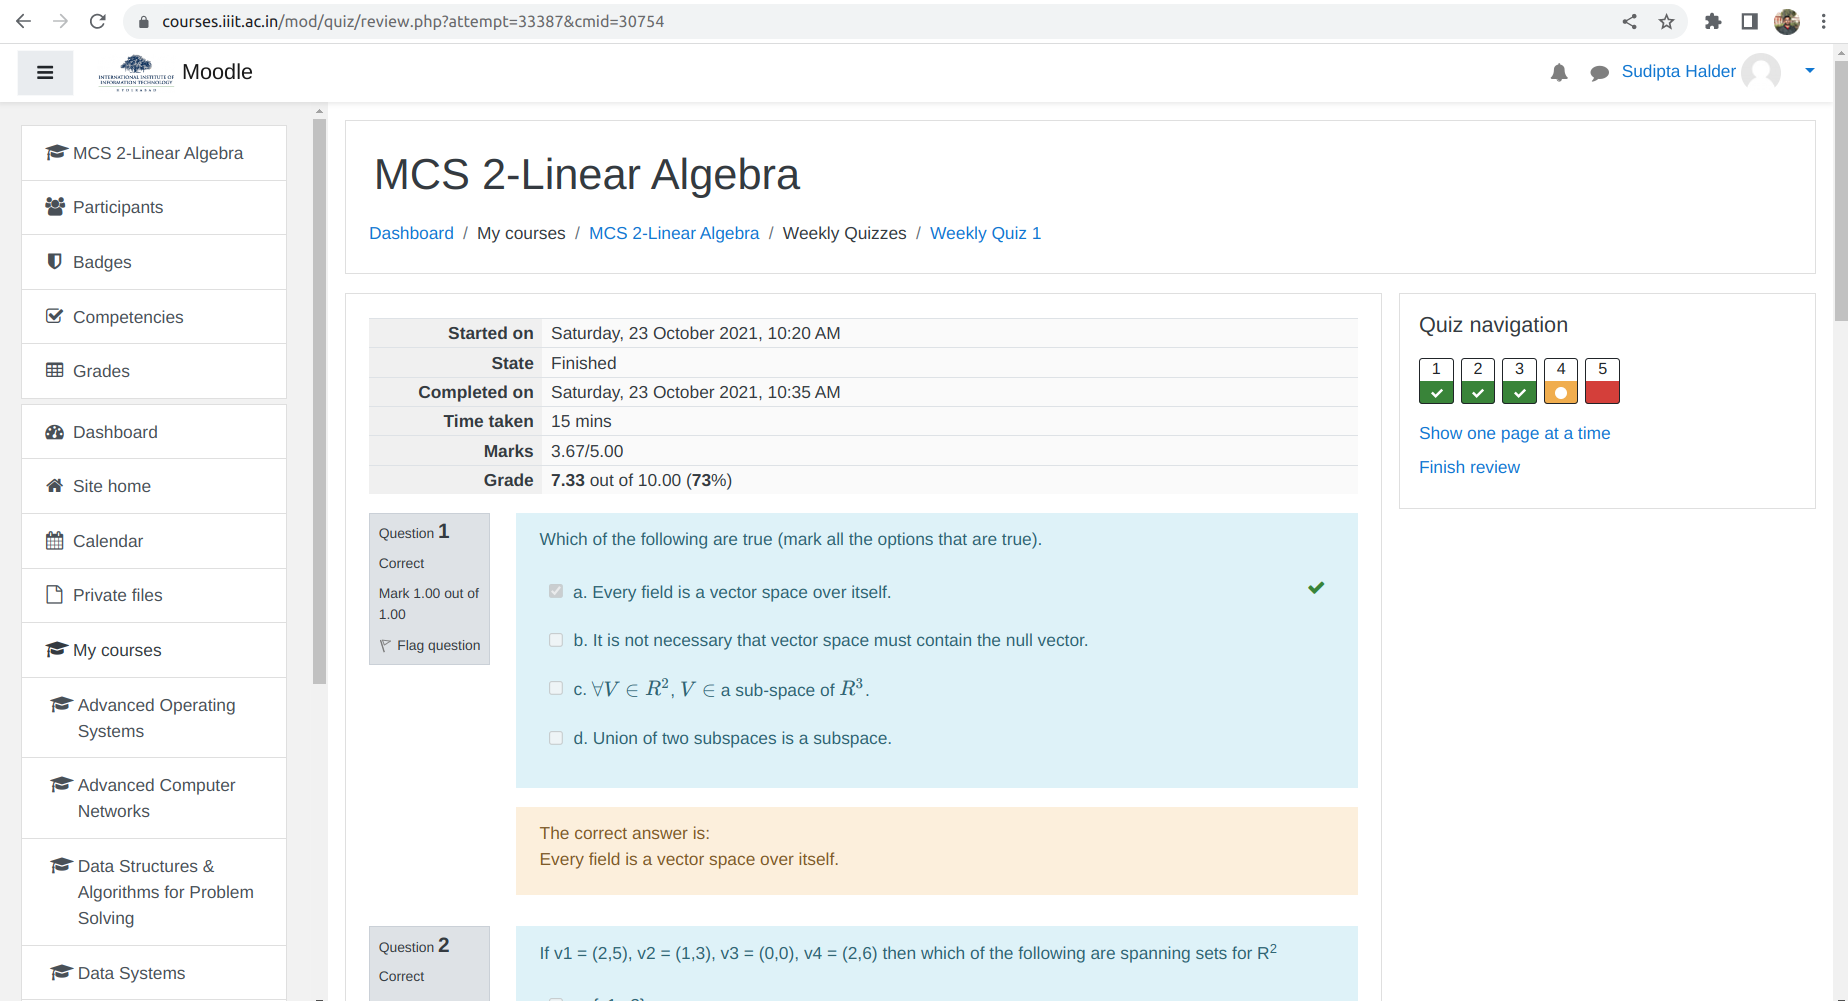 courses.iiit.ac.in/mod/quiz/review.php?attempt=33387&cmid=30754
INTERNATIONAL INSTITUTE OF
INFORMATION TECHNOLOGY
HYDERABAD
Moodle
Sudipta Halder
MCS 2-Linear Algebra
Participants
Badges
Competencies
Grades
Dashboard
Site home
Calendar
Private files
My courses
Advanced Operating
Systems
Advanced Computer
Networks
Data Structures &
Algorithms for Problem
Solving
Data Systems
MCS 2-Linear Algebra
Dashboard / My courses / MCS 2-Linear Algebra / Weekly Quizzes / Weekly Quiz 1
Started on Saturday, 23 October 2021, 10:20 AM
State Finished
Completed on Saturday, 23 October 2021, 10:35 AM
Time taken 15 mins
Marks 3.67/5.00
Grade 7.33 out of 10.00 (73%)
Question 1
Correct
Mark 1.00 out of
1.00
Flag question
Which of the following are true (mark all the options that are true).
a. Every field is a vector space over itself.
b. It is not necessary that vector space must contain the null vector.
c. ∀V ∈ R², V ∈ a sub-space of R³.
d. Union of two subspaces is a subspace.
The correct answer is:
Every field is a vector space over itself.
Question 2
Correct
If v1 = (2,5), v2 = (1,3), v3 = (0,0), v4 = (2,6) then which of the following are spanning sets for R²
Quiz navigation
1 2 3 4 5
Show one page at a time
Finish review